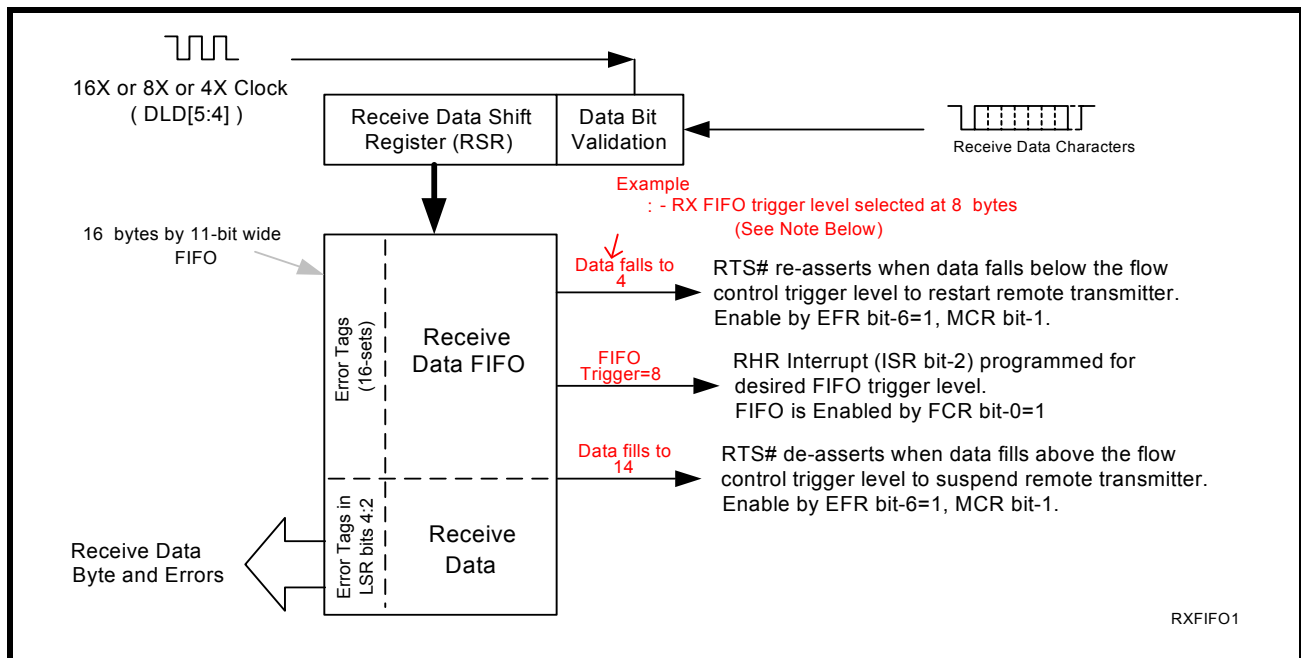 16X or 8X or 4X Clock
( DLD[5:4] )
Receive Data Shift
Register (RSR)
Data Bit
Validation
Receive Data Characters
Example
: - RX FIFO trigger level selected at 8 bytes
(See Note Below)
16 bytes by 11-bit wide
FIFO
Data falls to
4
RTS# re-asserts when data falls below the flow
control trigger level to restart remote transmitter.
Enable by EFR bit-6=1, MCR bit-1.
Error Tags
(16-sets)
Receive
Data FIFO
FIFO
Trigger=8
RHR Interrupt (ISR bit-2) programmed for
desired FIFO trigger level.
FIFO is Enabled by FCR bit-0=1
Data fills to
14
RTS# de-asserts when data fills above the flow
control trigger level to suspend remote transmitter.
Enable by EFR bit-6=1, MCR bit-1.
Error Tags in
LSR bits 4:2
Receive
Data
Receive Data
Byte and Errors
RXFIFO1